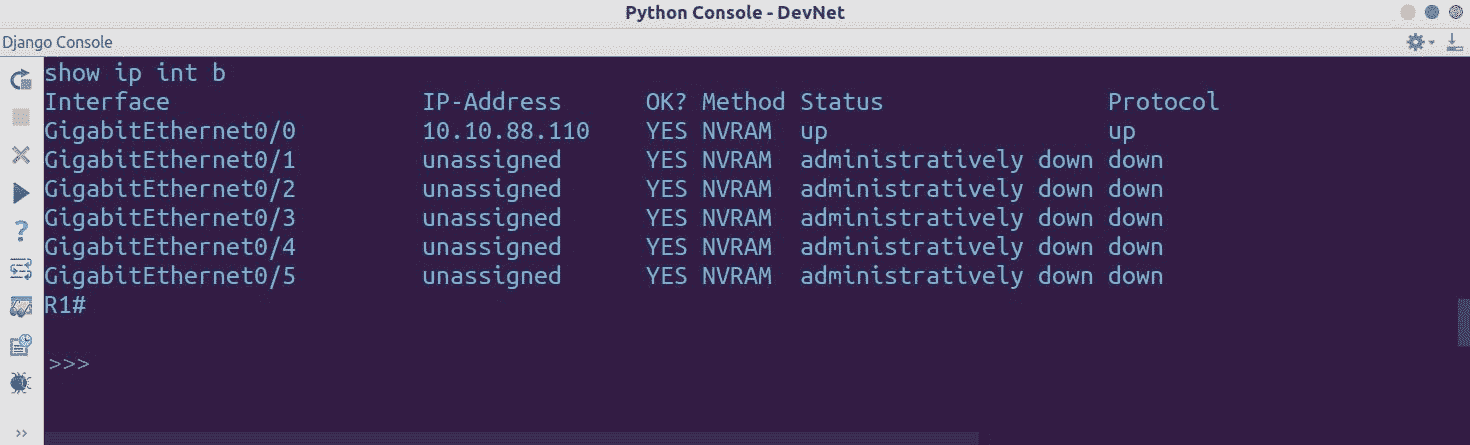 Python Console - DevNet
Django Console
show ip int b
Interface                  IP-Address      OK? Method Status                Protocol
GigabitEthernet0/0         10.10.88.110    YES NVRAM  up                    up
GigabitEthernet0/1         unassigned      YES NVRAM  administratively down down
GigabitEthernet0/2         unassigned      YES NVRAM  administratively down down
GigabitEthernet0/3         unassigned      YES NVRAM  administratively down down
GigabitEthernet0/4         unassigned      YES NVRAM  administratively down down
GigabitEthernet0/5         unassigned      YES NVRAM  administratively down down
R1#
>>>